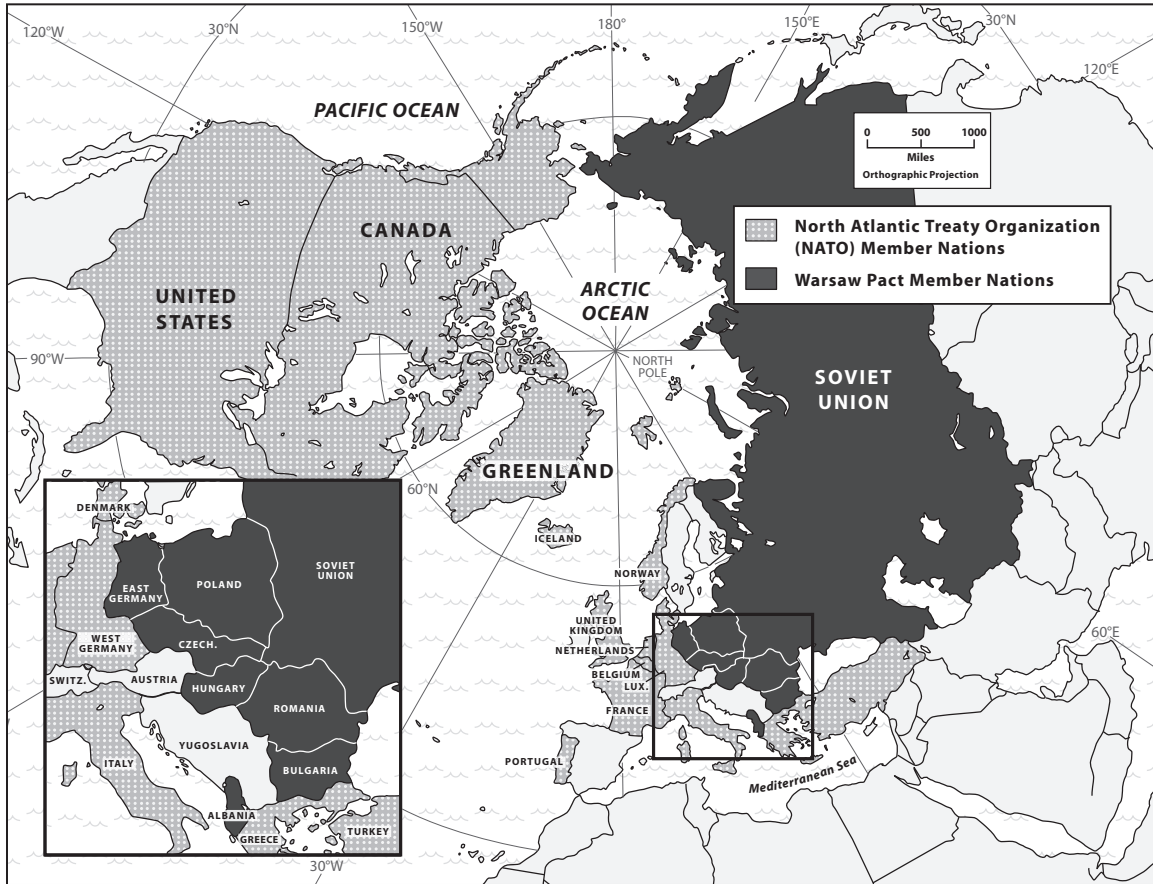 120°W
30°N
150°W
180°
150°E
30°N
120°E
PACIFIC OCEAN
0 500 1000
Miles
Orthographic Projection
North Atlantic Treaty Organization
(NATO) Member Nations
Warsaw Pact Member Nations
CANADA
UNITED
STATES
ARCTIC
OCEAN
90°W
NORTH
POLE
SOVIET
UNION
GREENLAND
60°N
ICELAND
NORWAY
UNITED
KINGDOM
NETHERLANDS
BELGIUM
LUX.
FRANCE
PORTUGAL
Mediterranean Sea
60°E
DENMARK
SOVIET
UNION
EAST
GERMANY
POLAND
WEST
GERMANY
CZECH.
SWITZ.
AUSTRIA
HUNGARY
ROMANIA
YUGOSLAVIA
ITALY
BULGARIA
ALBANIA
GREECE
TURKEY
30°W